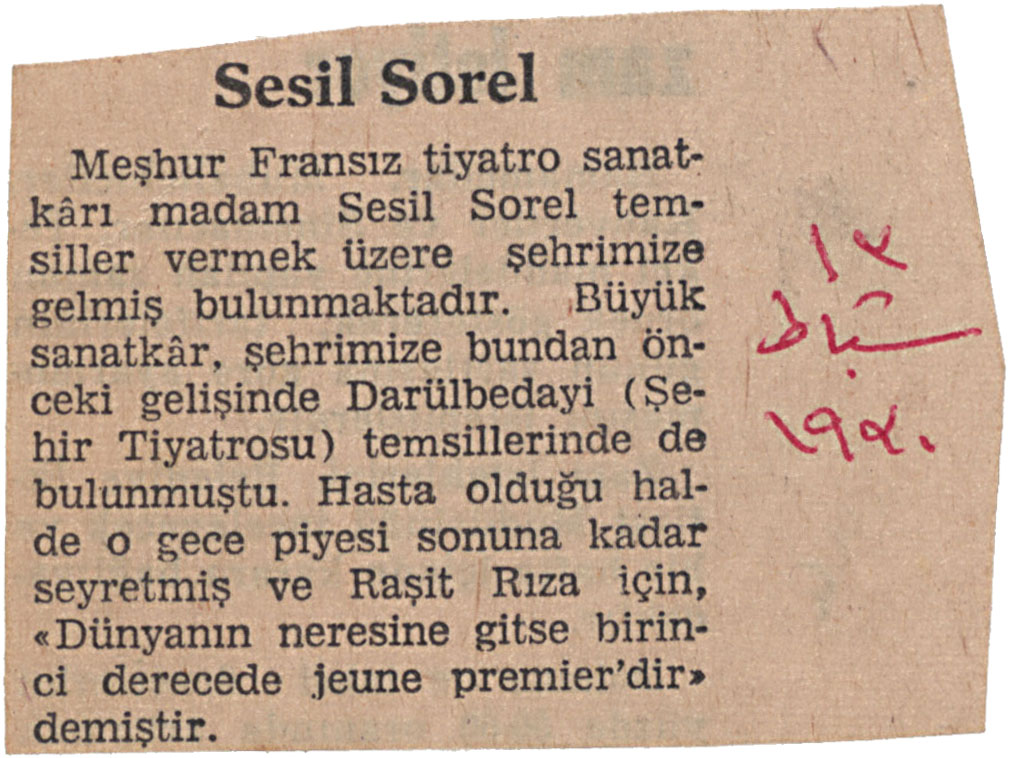 Sesil Sorel
Meşhur Fransız tiyatro sanat-
kârı madam Sesil Sorel tem-
siller vermek üzere şehrimize
gelmiş bulunmaktadır. Büyük
sanatkâr, şehrimize bundan ön-
ceki gelişinde Darülbedayi (Şe-
hir Tiyatrosu) temsillerinde de
bulunmuştu. Hasta olduğu hal-
de o gece piyesi sonuna kadar
seyretmiş ve Raşit Rıza için,
«Dünyanın neresine gitse birin-
ci derecede jeune premier'dir»
demiştir.
شباط